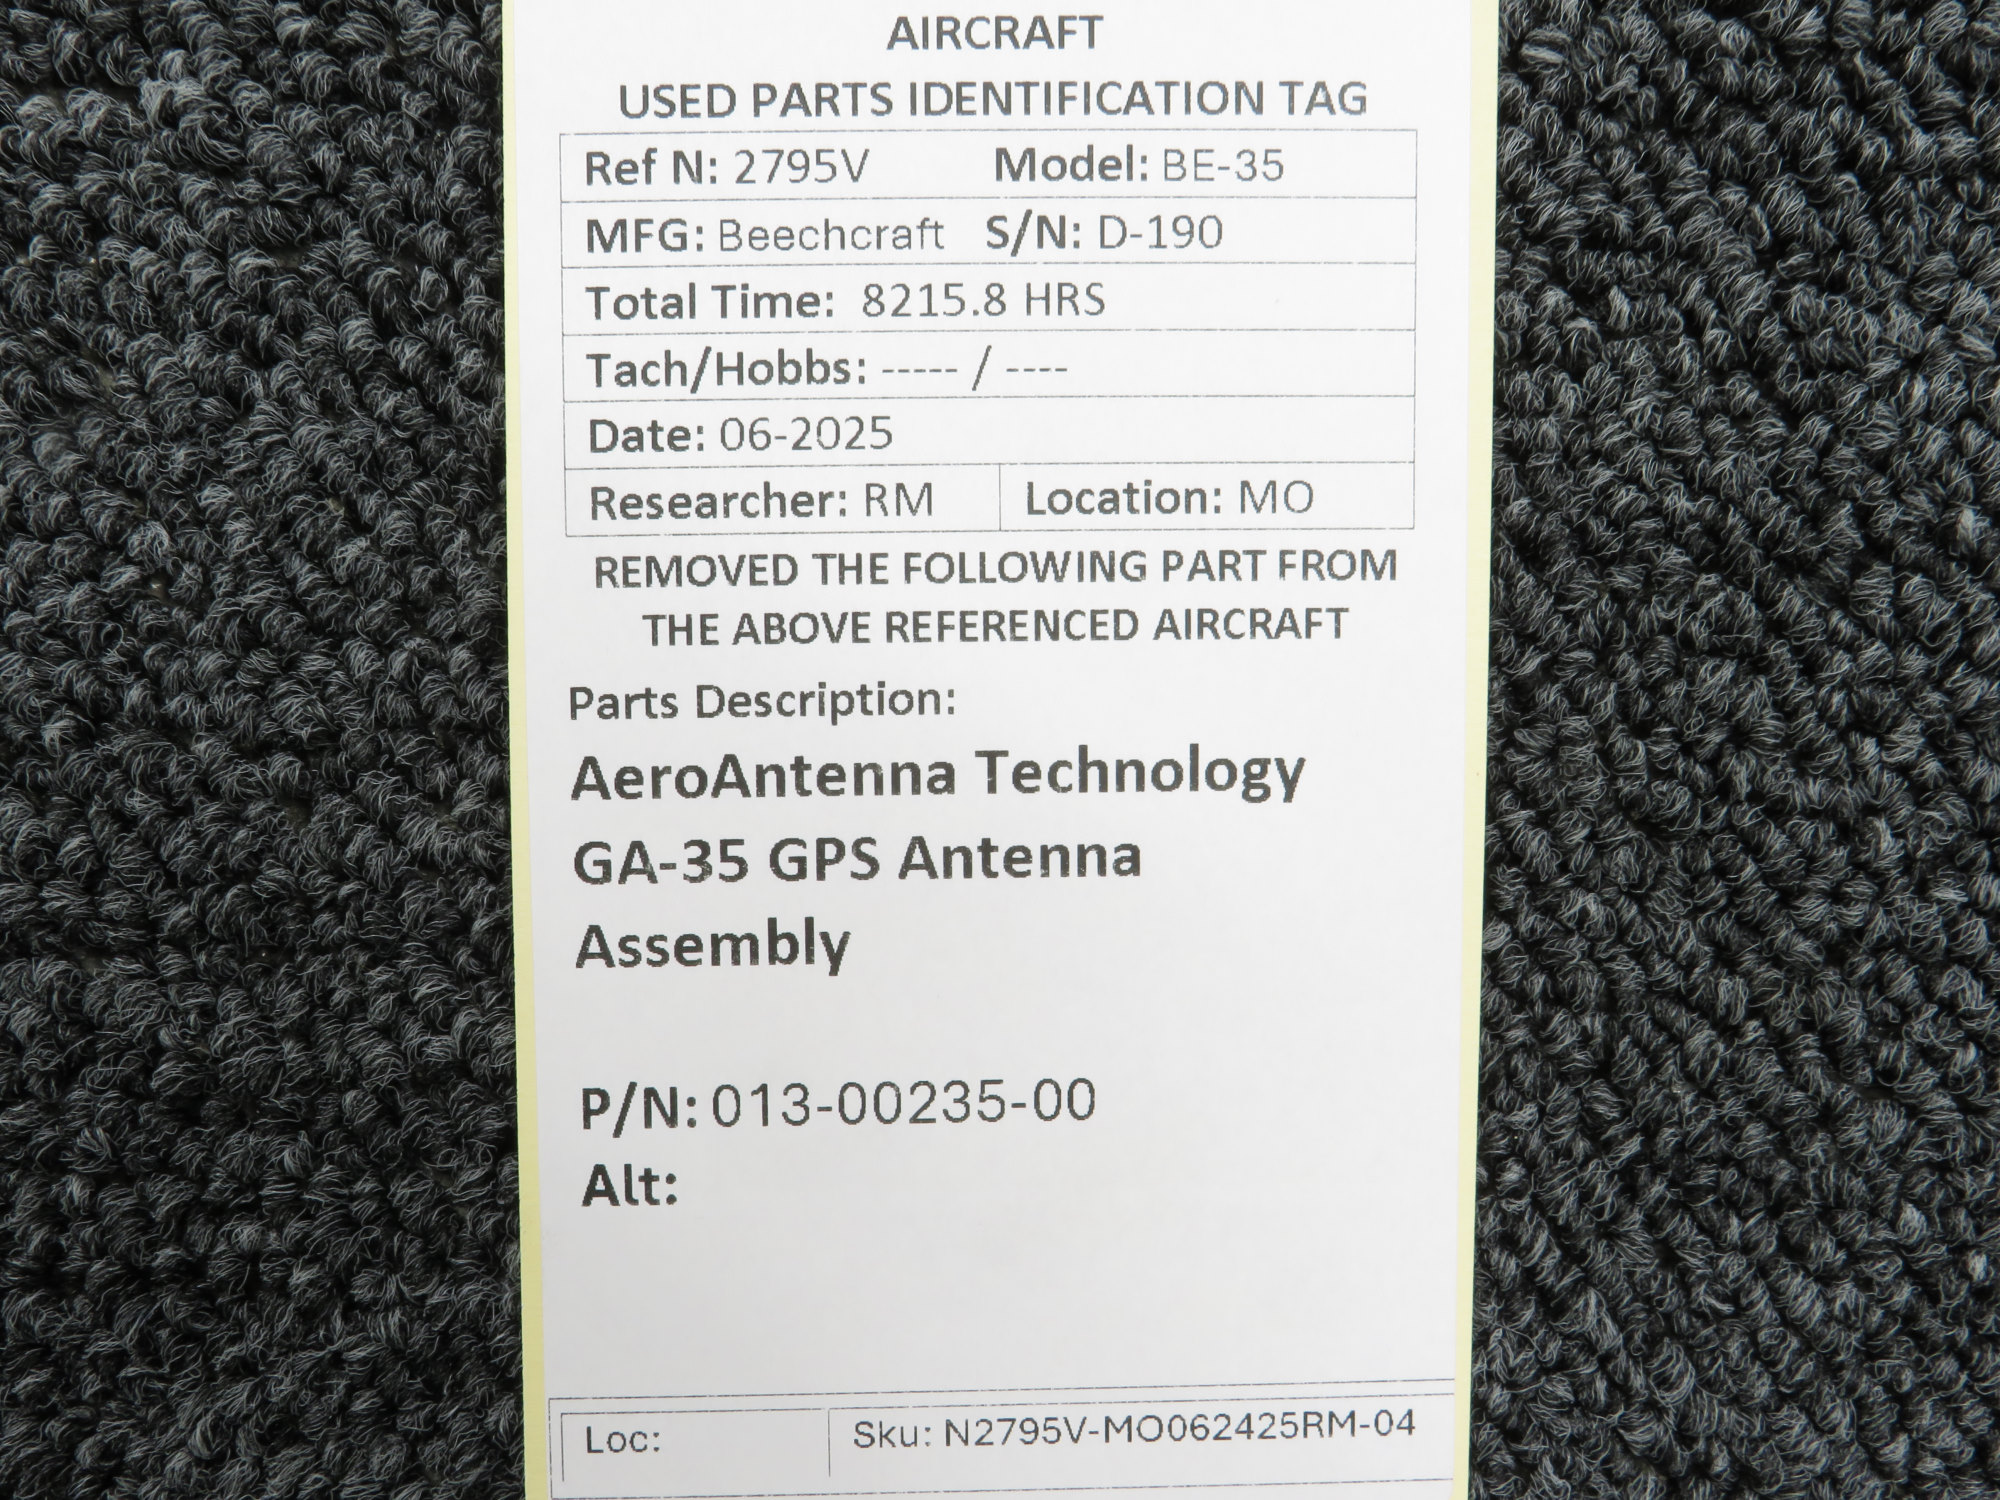 AIRCRAFT
USED PARTS IDENTIFICATION TAG
Ref N: 2795V Model: BE-35
MFG: Beechcraft S/N: D-190
Total Time: 8215.8 HRS
Tach/Hobbs: ----- / ----
Date: 06-2025
Researcher: RM Location: MO
REMOVED THE FOLLOWING PART FROM
THE ABOVE REFERENCED AIRCRAFT
Parts Description:
AeroAntenna Technology
GA-35 GPS Antenna
Assembly
P/N: 013-00235-00
Alt:
Loc: Sku: N2795V-MO062425RM-04